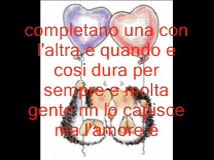 completano una con
l'altra e quando e
cosi dura per
sempre e molta
gente nn lo capisce
ma l'amore è